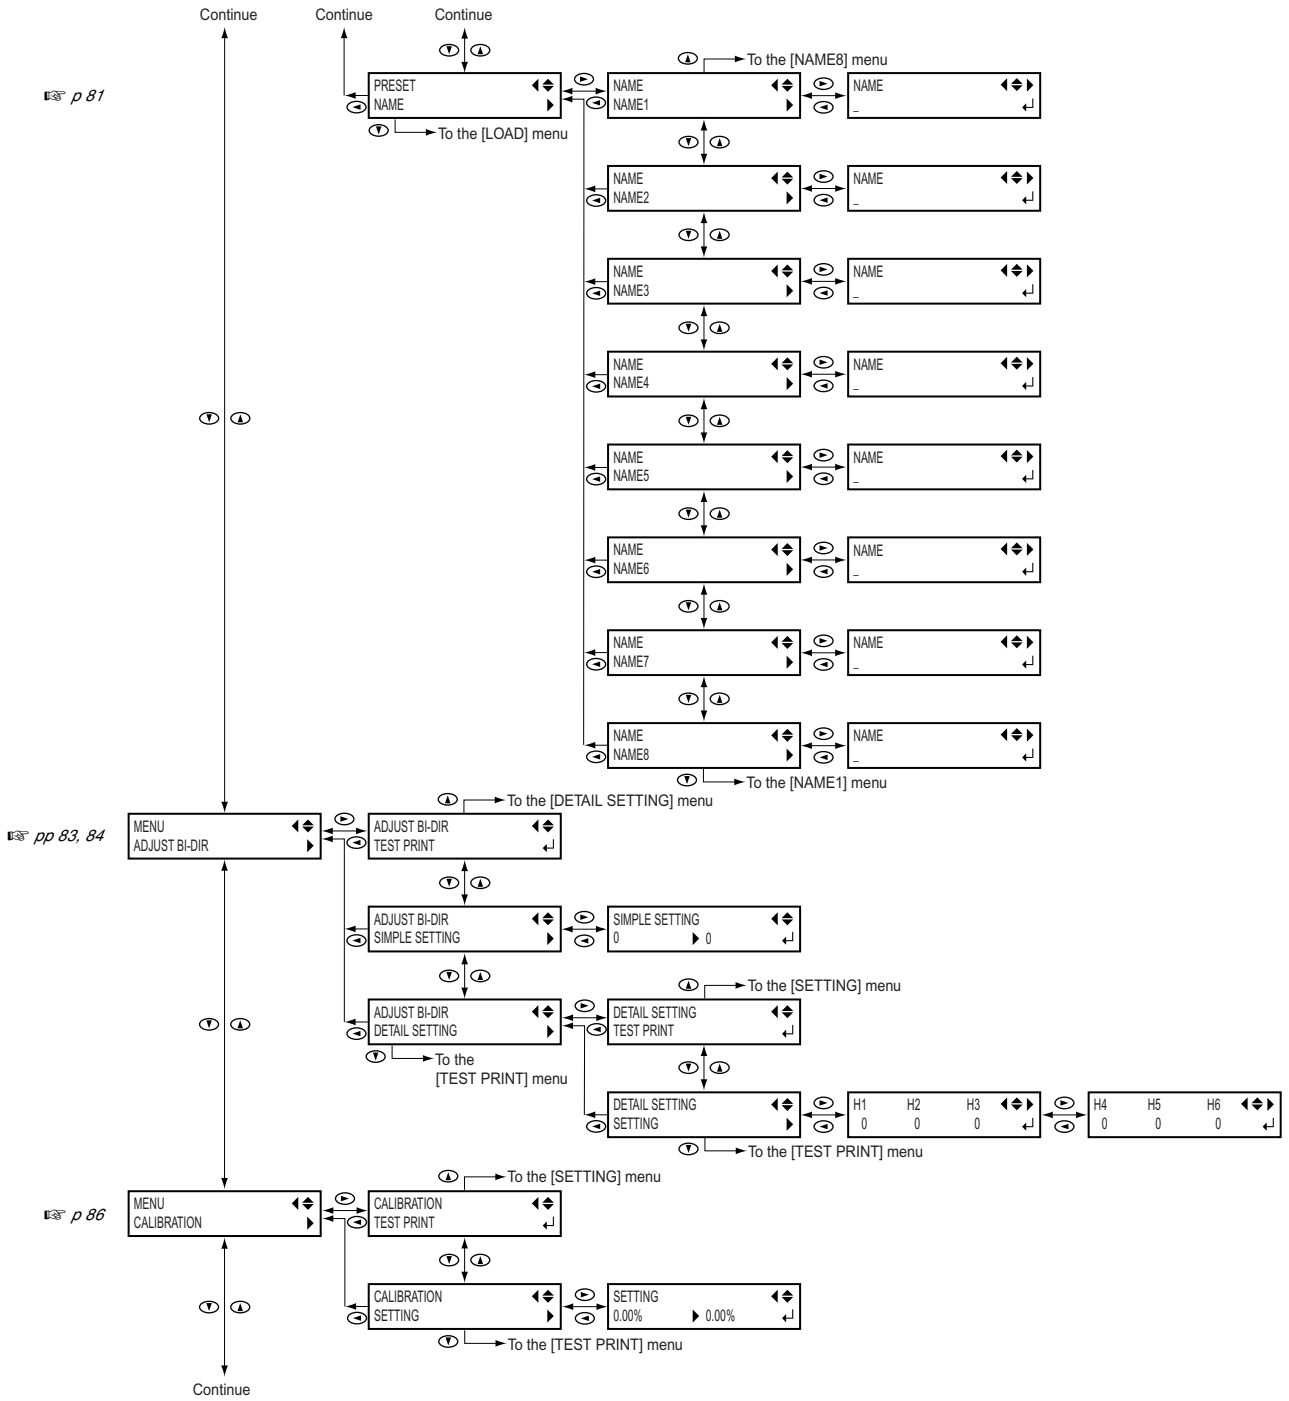 Continue
Continue
Continue
To the [NAME8] menu
p 81
PRESET
NAME
NAME
NAME1
NAME
_
To the [LOAD] menu
NAME
NAME2
NAME
_
NAME
NAME3
NAME
_
NAME
NAME4
NAME
_
NAME
NAME5
NAME
_
NAME
NAME6
NAME
_
NAME
NAME7
NAME
_
NAME
NAME8
NAME
_
To the [NAME1] menu
To the [DETAIL SETTING] menu
pp 83, 84
MENU
ADJUST BI-DIR
ADJUST BI-DIR
TEST PRINT
ADJUST BI-DIR
SIMPLE SETTING
SIMPLE SETTING
0 0
To the [SETTING] menu
ADJUST BI-DIR
DETAIL SETTING
DETAIL SETTING
TEST PRINT
To the
[TEST PRINT] menu
DETAIL SETTING
SETTING
H1 H2 H3
0 0 0
H4 H5 H6
0 0 0
To the [TEST PRINT] menu
To the [SETTING] menu
p 86
MENU
CALIBRATION
CALIBRATION
TEST PRINT
CALIBRATION
SETTING
SETTING
0.00% 0.00%
To the [TEST PRINT] menu
Continue